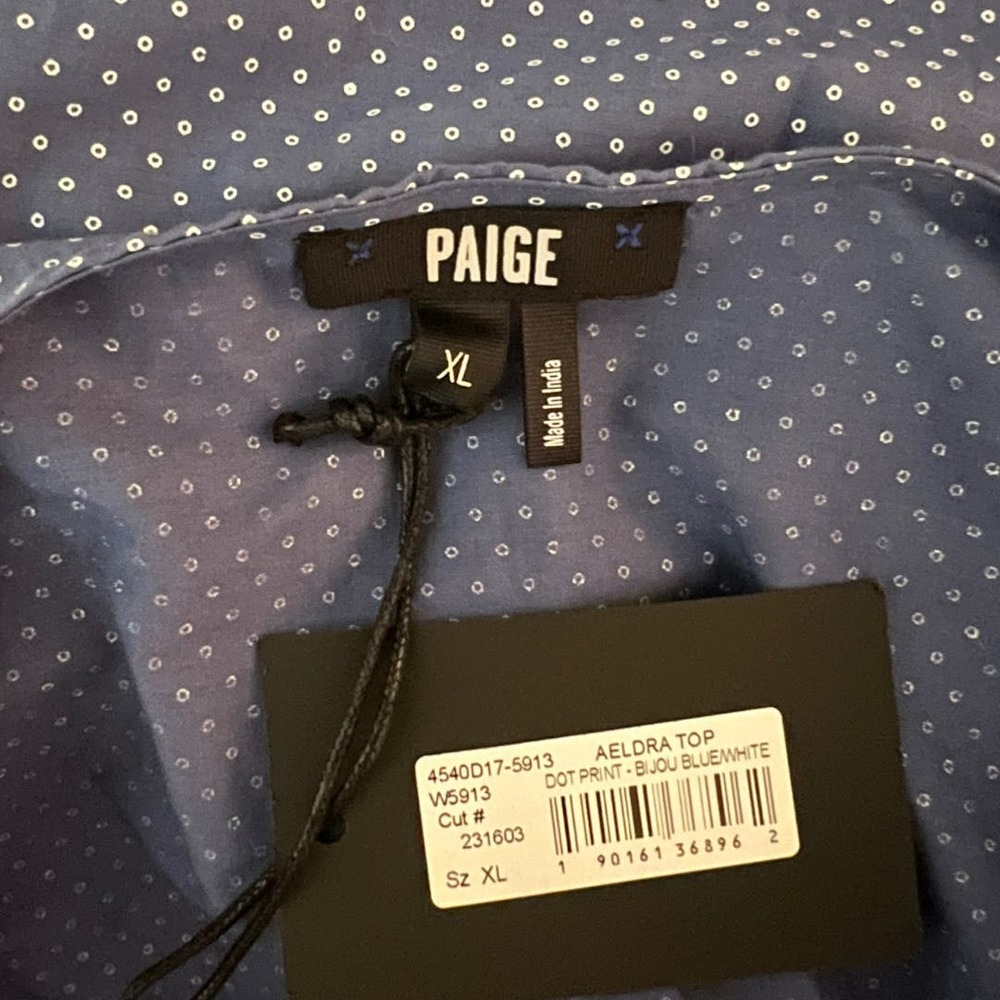 PAIGE
XL
Made In India
4540D17-5913 AELDRA TOP
W5913 DOT PRINT - BIJOU BLUE/WHITE
Cut #
231603
Sz XL
1 90161 36896 2